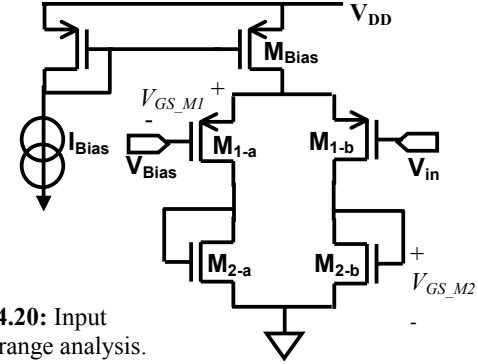 V_DD
M_Bias
V_GS_M1 +
-
I_Bias
V_Bias
M_1-a
M_1-b
V_in
M_2-a
M_2-b
+
V_GS_M2
-
4.20: Input
range analysis.